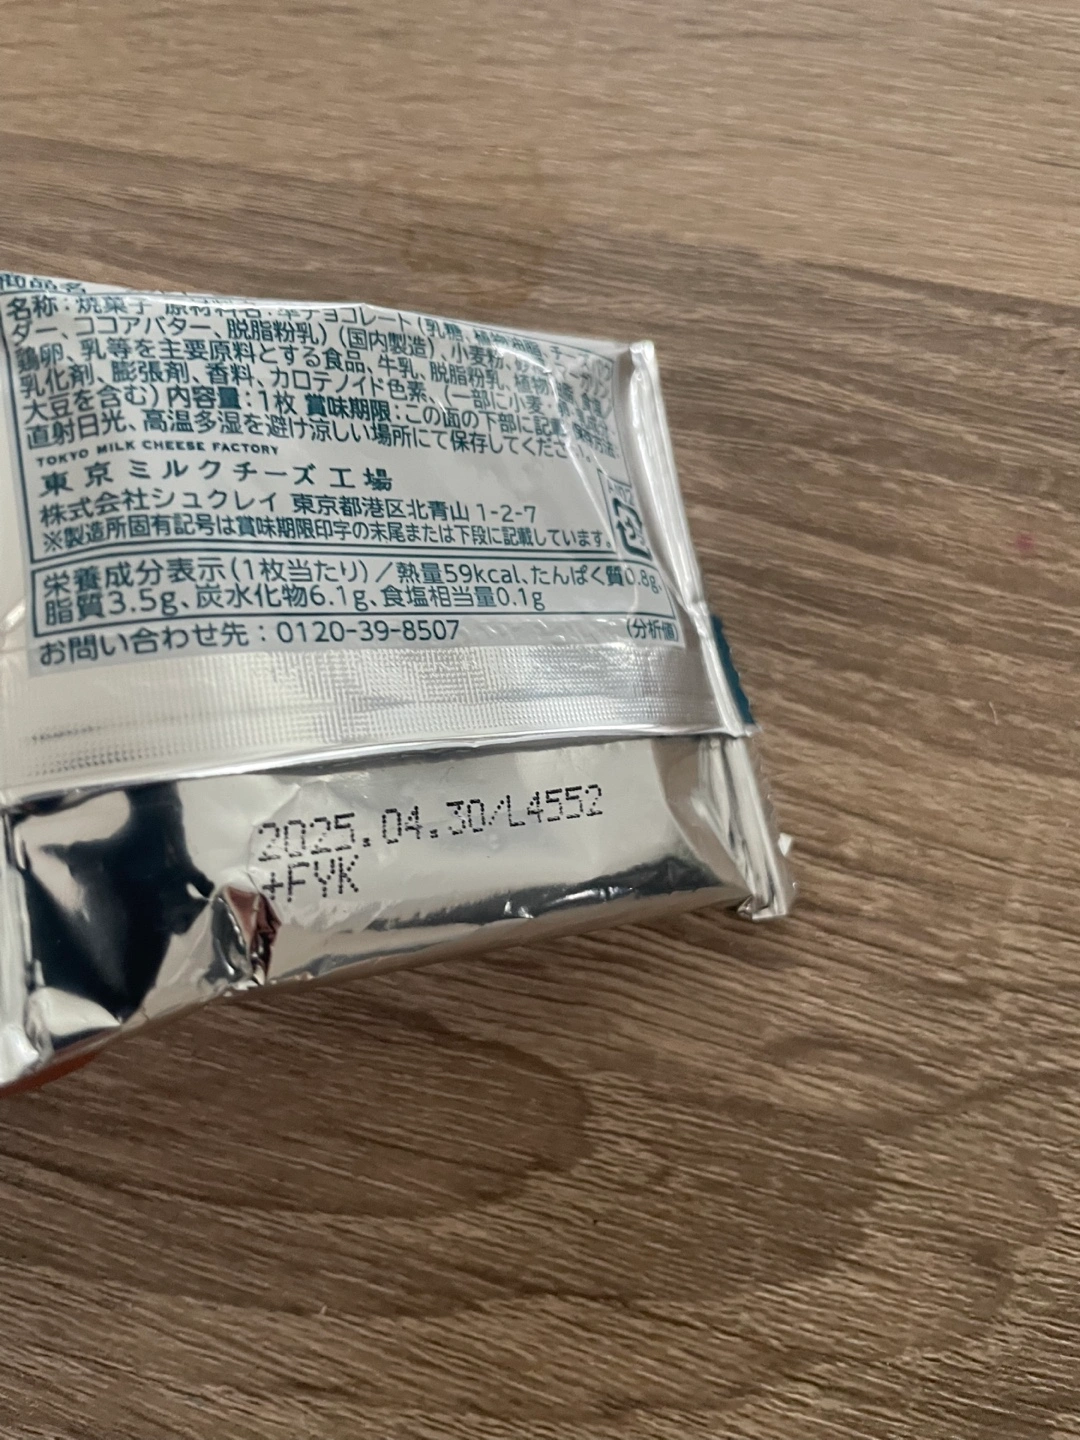 名称:焼菓子 原材料名:準チョコレート(乳糖、植物油脂、チーズパウ
ダー、ココアバター、脱脂粉乳)(国内製造)、小麦粉、
鶏卵、乳等を主要原料とする食品、牛乳、脱脂粉乳、植物
乳化剤、膨張剤、香料、カロテノイド色素、(一部に小麦・卵・乳成分・
大豆を含む) 内容量:1枚 賞味期限:この面の下部に記載 保存方法:
直射日光、高温多湿を避け涼しい場所にて保存してください。
TOKYO MILK CHEESE FACTORY
東京ミルクチーズ工場
株式会社シュクレイ 東京都港区北青山 1-2-7
※製造所固有記号は賞味期限印字の末尾または下段に記載しています。
栄養成分表示(1枚当たり)/熱量59kcal、たんぱく質0.8g、
脂質3.5g、炭水化物6.1g、食塩相当量0.1g
(分析値)
お問い合わせ先:0120-39-8507
2025.04.30/L4552
+FYK